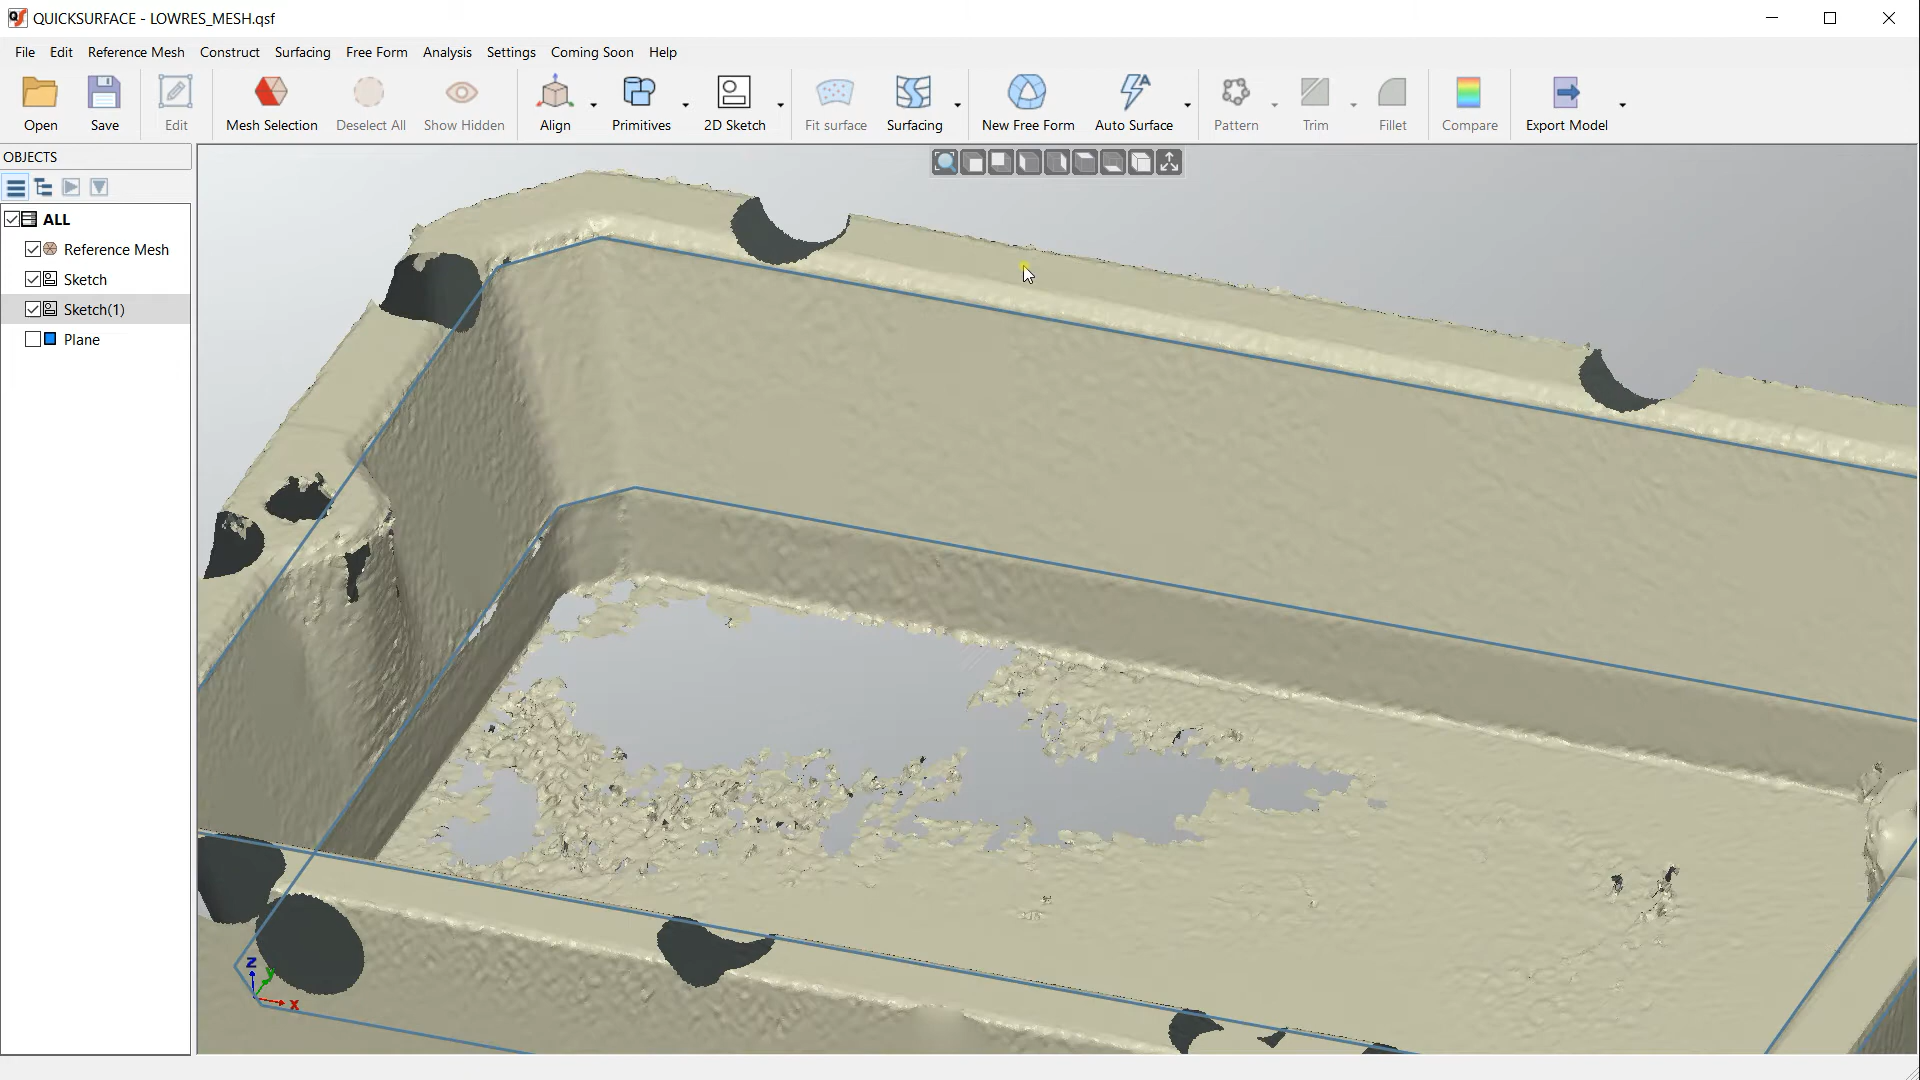 QUICKSURFACE - LOWRES_MESH.qsf
File Edit Reference Mesh Construct Surfacing Free Form Analysis Settings Coming Soon Help
Open Save Edit Mesh Selection Deselect All Show Hidden Align Primitives 2D Sketch Fit surface Surfacing New Free Form Auto Surface Pattern Trim Fillet Compare Export Model
OBJECTS
ALL
Reference Mesh
Sketch
Sketch(1)
Plane
Z
Y
X